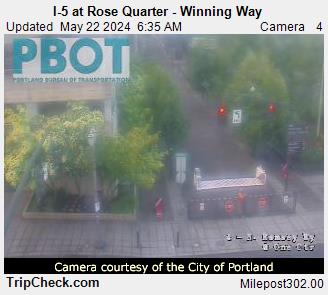 I-5 at Rose Quarter - Winning Way
Updated May 22 2024 6:35 AM Camera 4
PBOT
PORTLAND BUREAU OF TRANSPORTATION
Camera courtesy of the City of Portland
TripCheck.com Milepost302.00